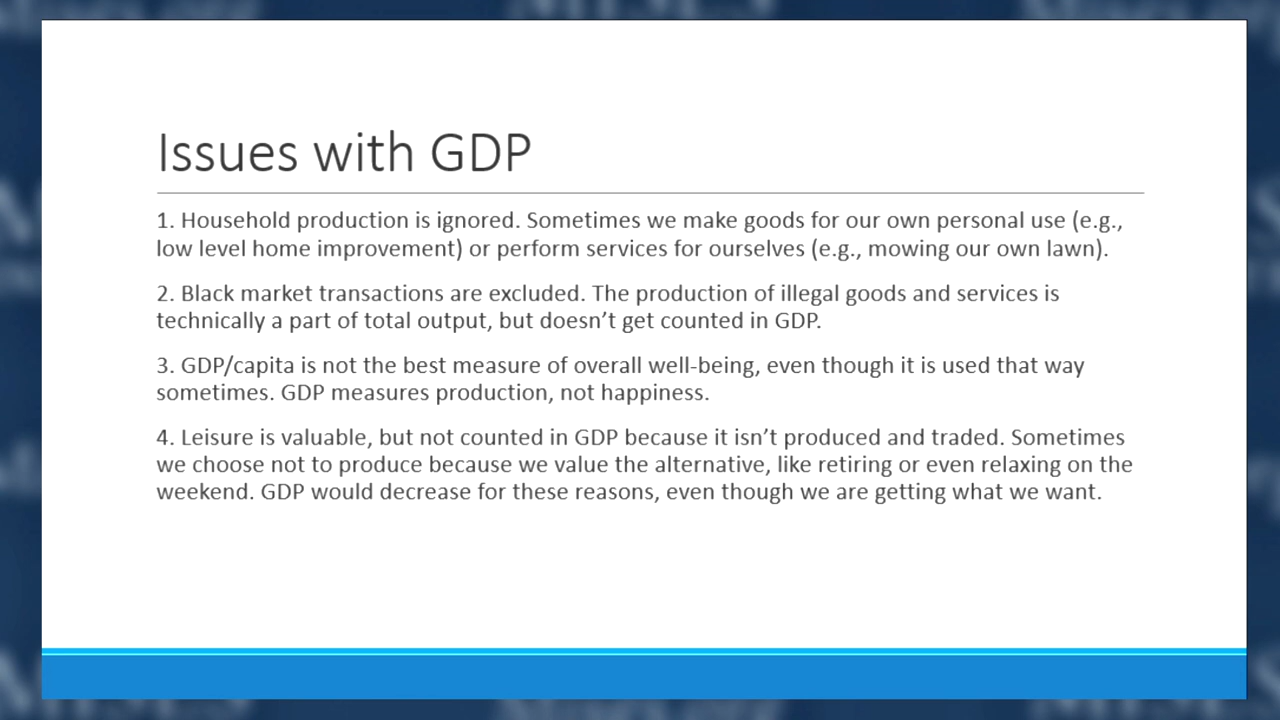 Issues with GDP
1. Household production is ignored. Sometimes we make goods for our own personal use (e.g.,
low level home improvement) or perform services for ourselves (e.g., mowing our own lawn).
2. Black market transactions are excluded. The production of illegal goods and services is
technically a part of total output, but doesn’t get counted in GDP.
3. GDP/capita is not the best measure of overall well-being, even though it is used that way
sometimes. GDP measures production, not happiness.
4. Leisure is valuable, but not counted in GDP because it isn’t produced and traded. Sometimes
we choose not to produce because we value the alternative, like retiring or even relaxing on the
weekend. GDP would decrease for these reasons, even though we are getting what we want.